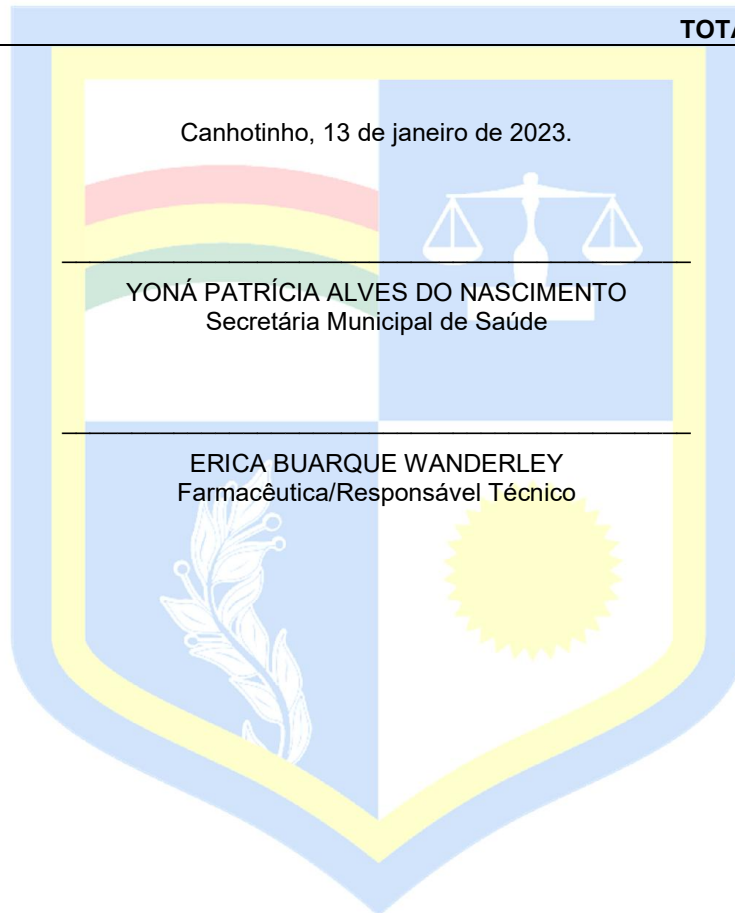 Canhotinho, 13 de janeiro de 2023.
YONÁ PATRÍCIA ALVES DO NASCIMENTO
Secretária Municipal de Saúde
ERICA BUARQUE WANDERLEY
Farmacêutica/Responsável Técnico